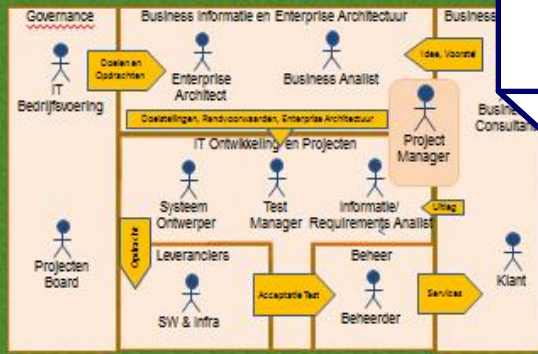 Governance
IT
Bedrijfsvoering
Projecten
Board
Doelen en
Opdrachten
Business Informatie en Enterprise Architectuur
Enterprise
Architect
Business Analist
Doelstellingen, Randvoorwaarden, Enterprise Architectuur
IT Ontwikkeling en Projecten
Systeem
Ontwerper
Test
Manager
Informatie/
Requirements Analist
Project
Manager
Opdracht
Leveranciers
SW & Infra
Acceptatie Test
Beheer
Beheerder
Services
Business
Idee, Voorstel
Consultant
Uitleg
Klant